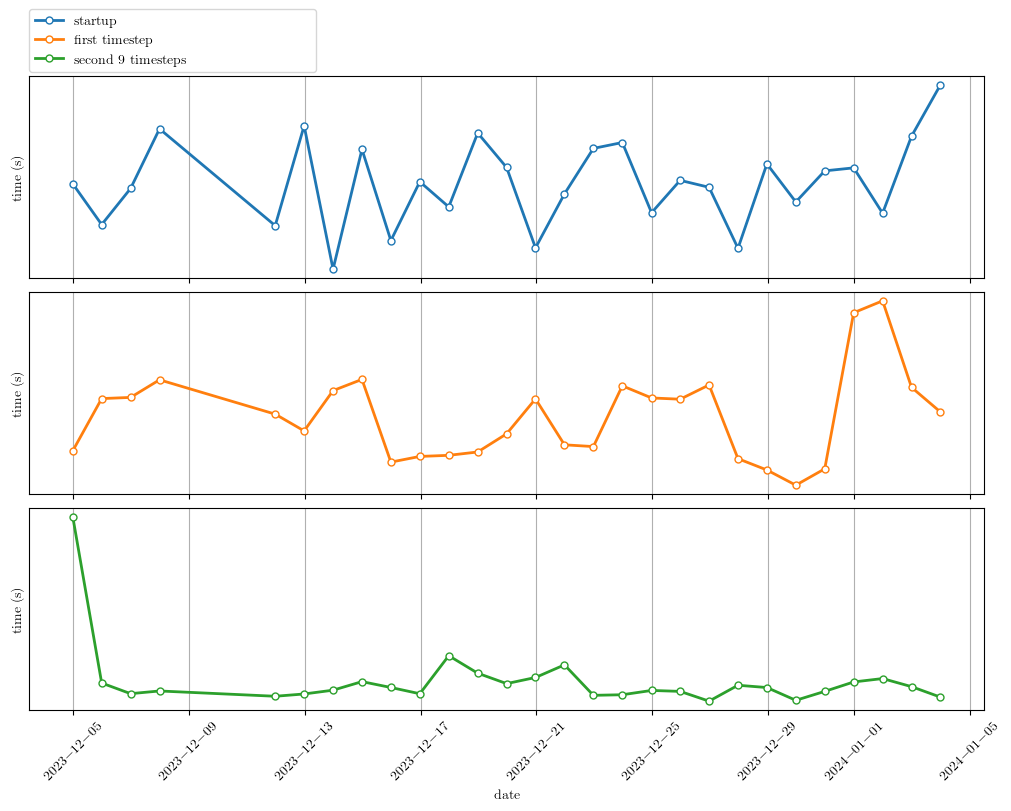 startup
first timestep
second 9 timesteps
time (s)
time (s)
time (s)
2023−12−05
2023−12−09
2023−12−13
2023−12−17
2023−12−21
2023−12−25
2023−12−29
2024−01−01
2024−01−05
date